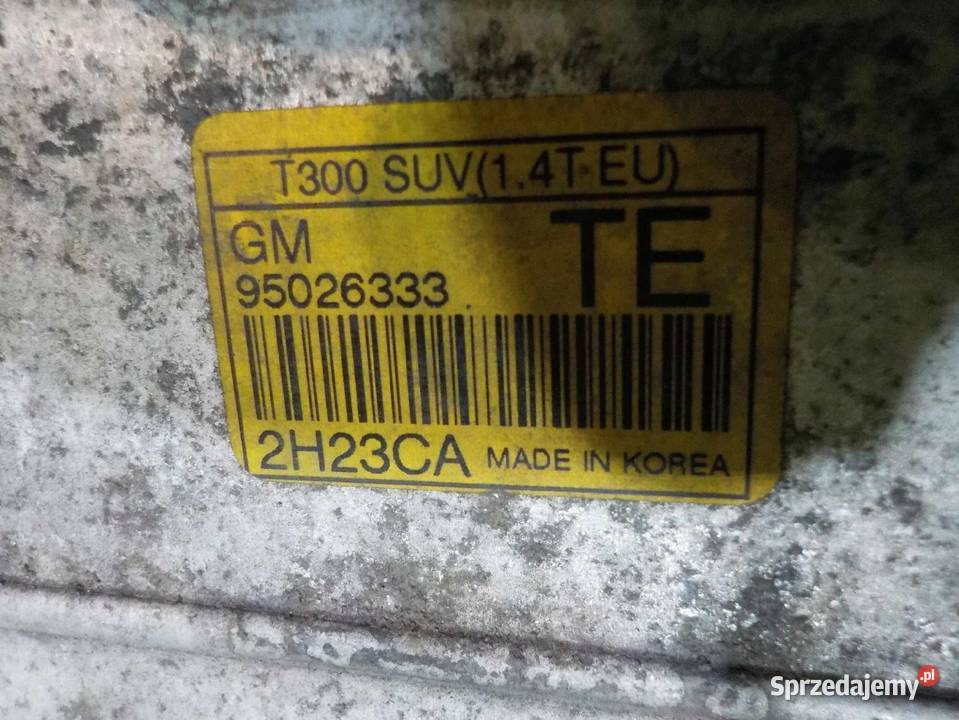 T300 SUV(1.4T EU)
GM TE
95026333
2H23CA MADE IN KOREA
Sprzedajemy.pl